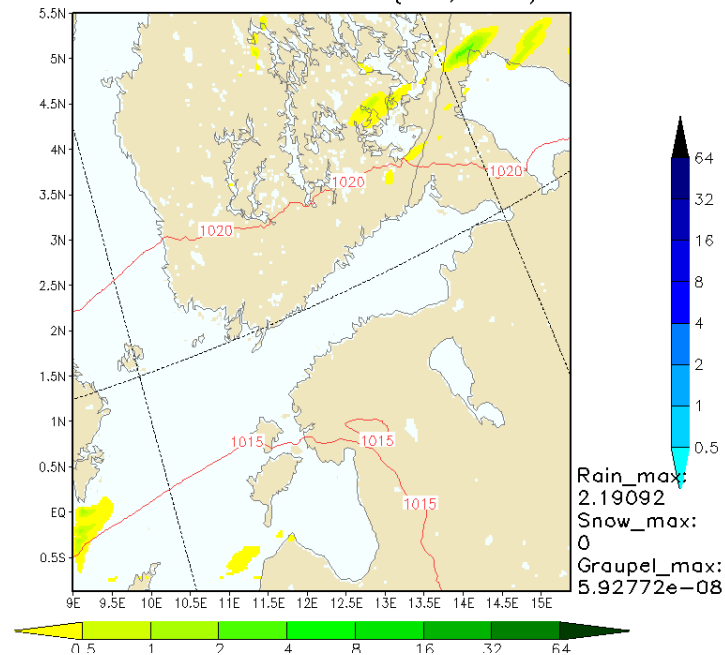 5.5N
5N
4.5N
4N
3.5N
3N
2.5N
2N
1.5N
1N
0.5N
EQ
0.5S
9E 9.5E 10E 10.5E 11E 11.5E 12E 12.5E 13E 13.5E 14E 14.5E 15E
1020
1020
1020
1015
1015
1015
64
32
16
8
4
2
1
0.5
Rain_max:
2.19092
Snow_max:
0
Graupel_max:
5.92772e-08
0.5 1 2 4 8 16 32 64